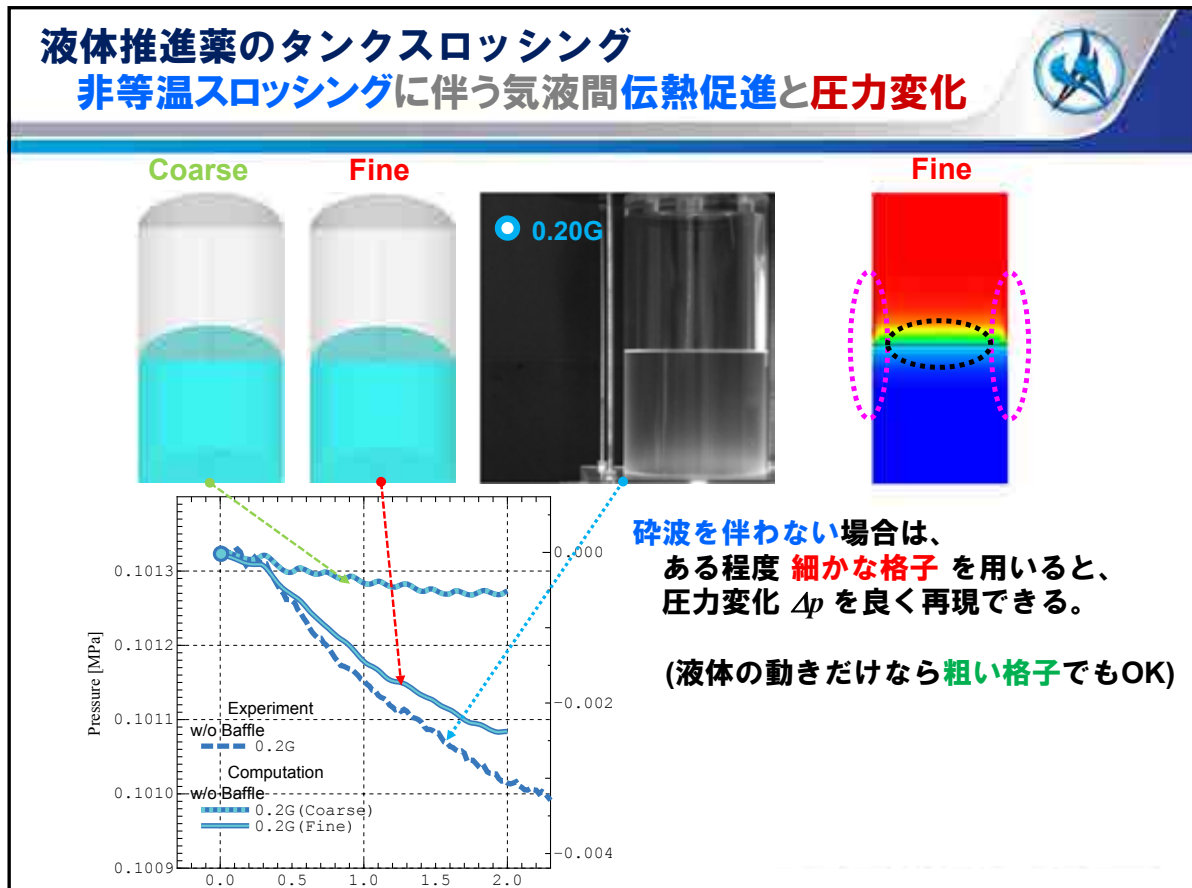 液体推進薬のタンクスロッシング
非等温スロッシングに伴う気液間伝熱促進と圧力変化
Coarse
Fine
0.20G
Fine
砕波を伴わない場合は、
ある程度 細かな格子 を用いると、
圧力変化 Δp を良く再現できる。
(液体の動きだけなら粗い格子でもOK)
Pressure [MPa]
0.1013
0.1012
0.1011
0.1010
0.1009
0.000
-0.002
-0.004
0.0
0.5
1.0
1.5
2.0
Experiment
w/o Baffle
0.2G
Computation
w/o Baffle
0.2G(Coarse)
0.2G(Fine)